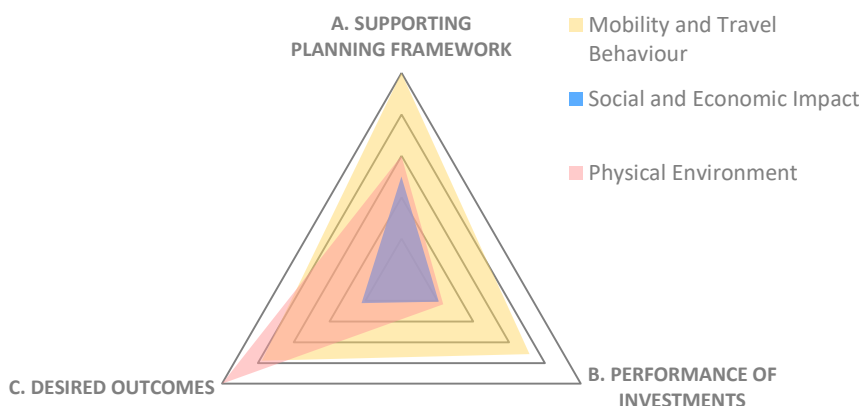 A. SUPPORTING
PLANNING FRAMEWORK
Mobility and Travel
Behaviour
Social and Economic Impact
Physical Environment
C. DESIRED OUTCOMES
B. PERFORMANCE OF
INVESTMENTS